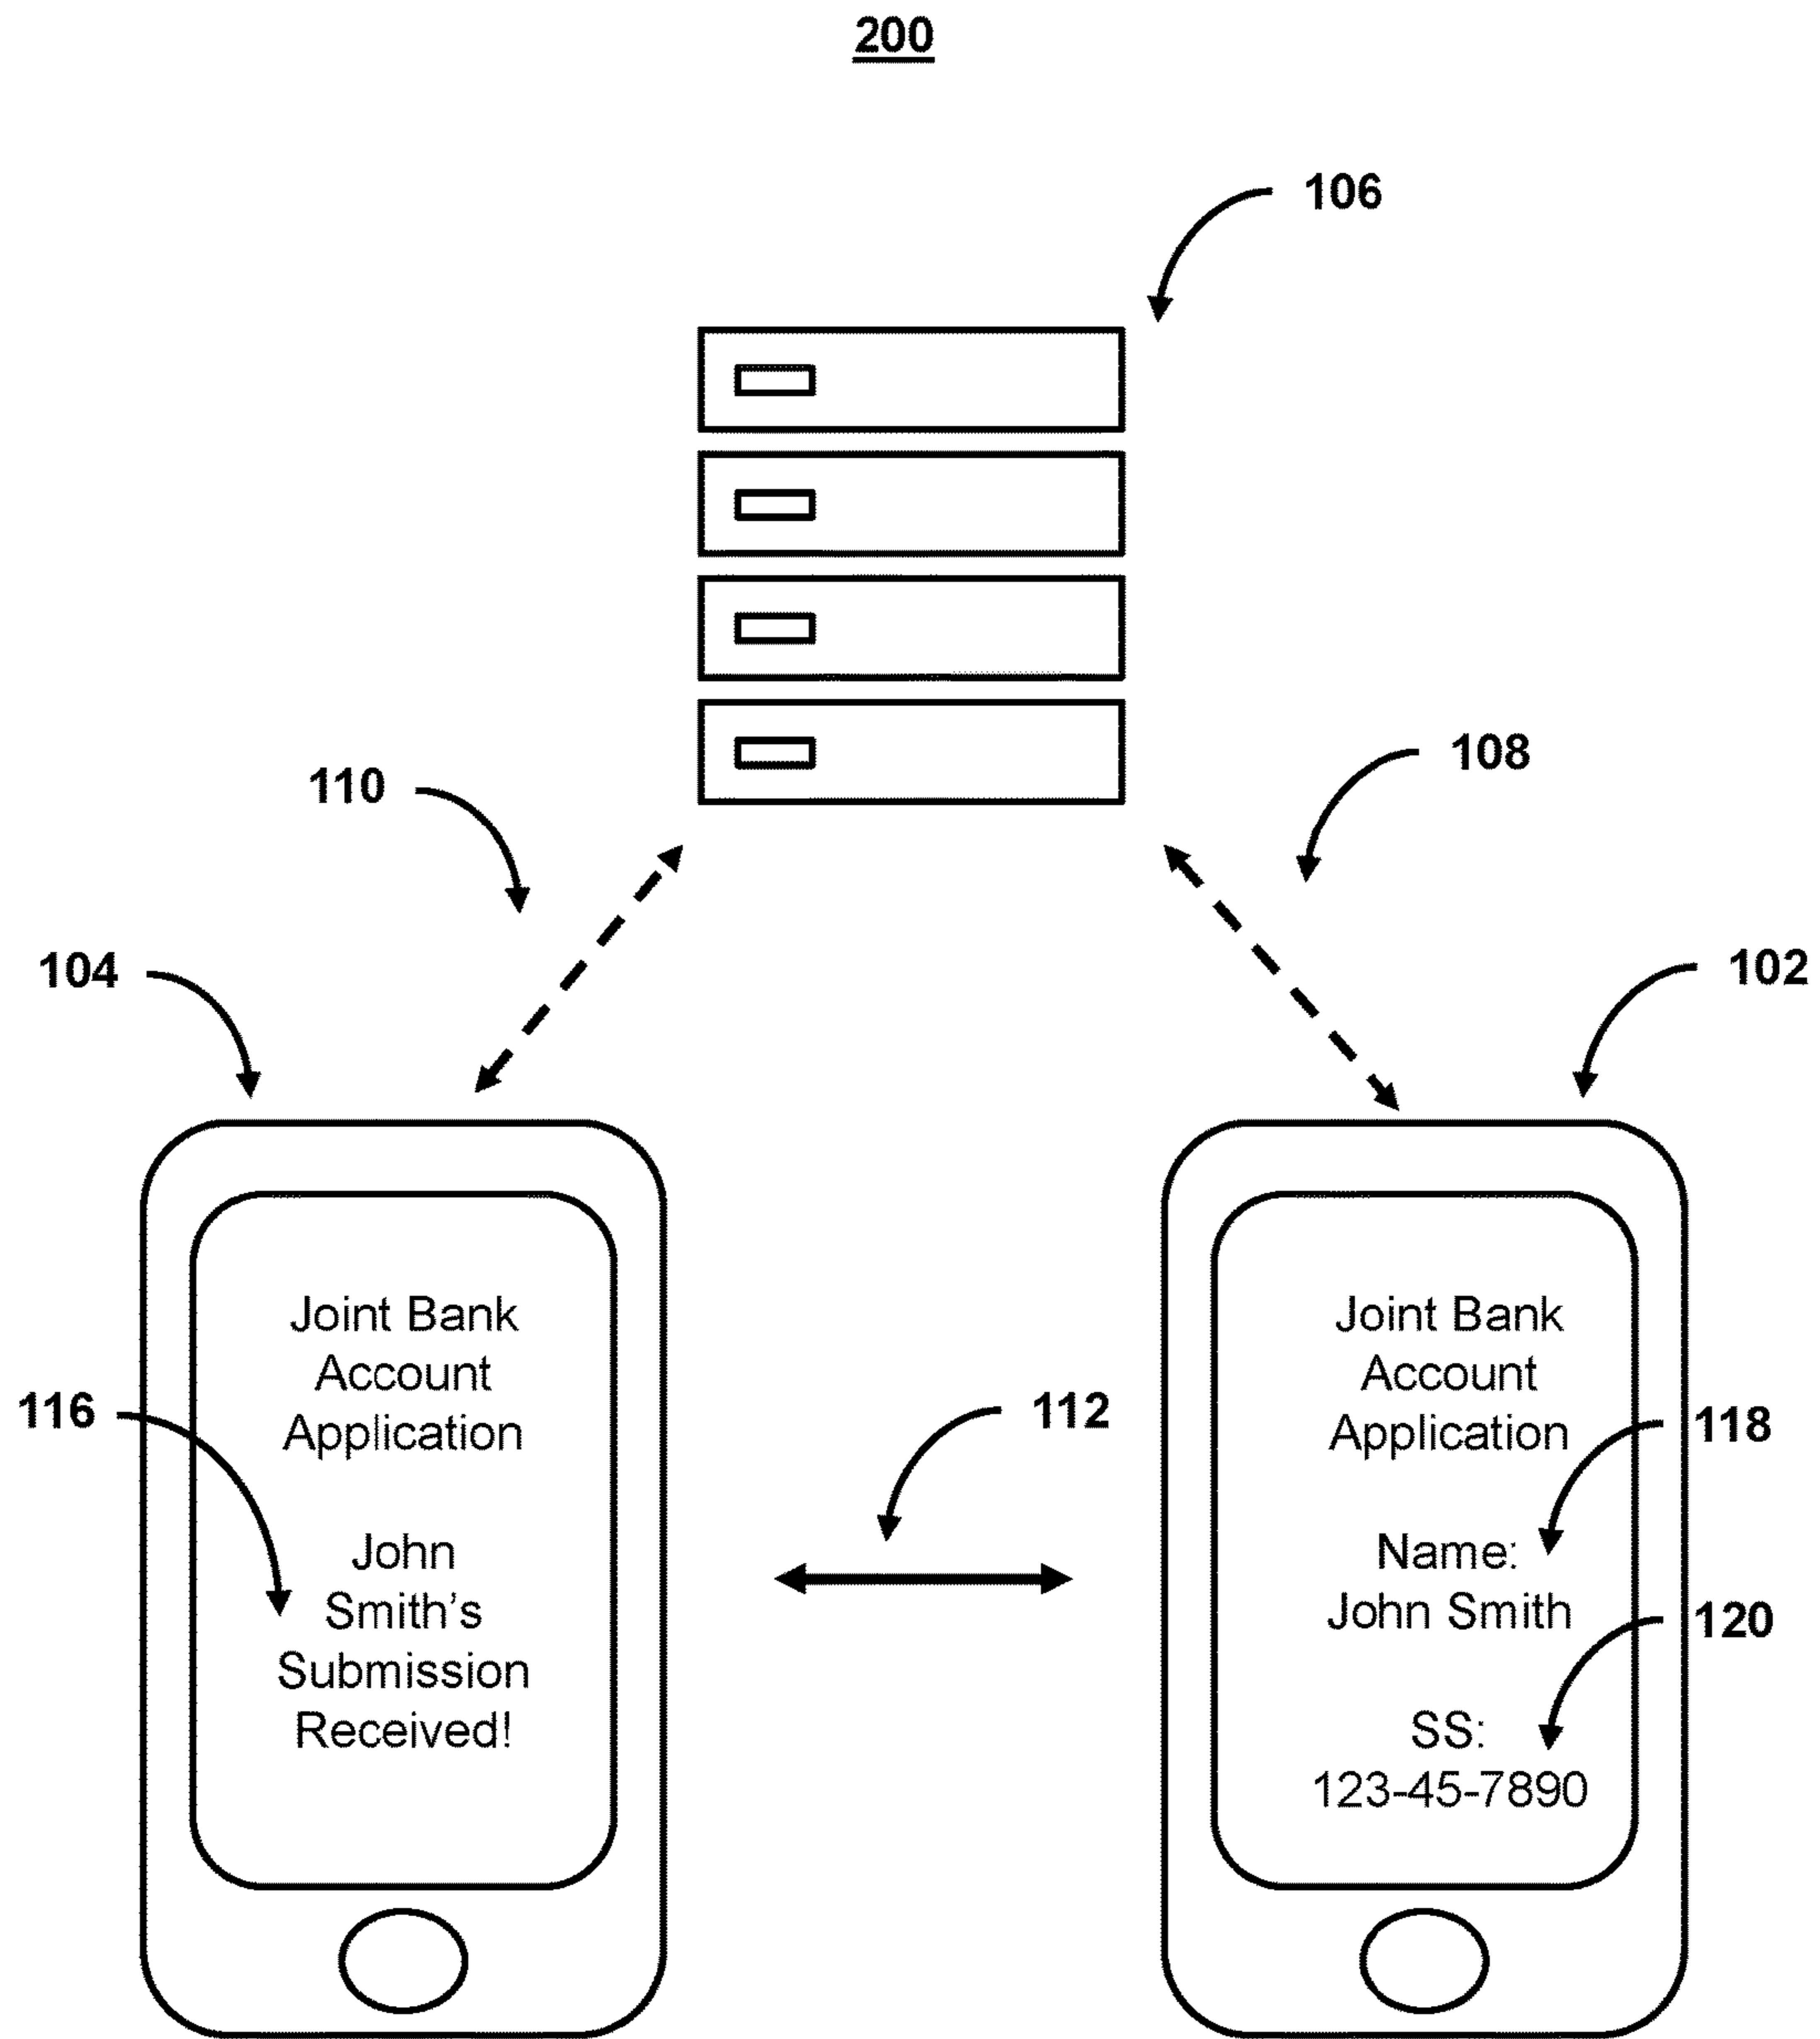 200
106
108
110
104
102
Joint Bank
Account
Application
John
Smith's
Submission
Received!
116
112
Joint Bank
Account
Application
Name:
John Smith
SS:
123-45-7890
118
120